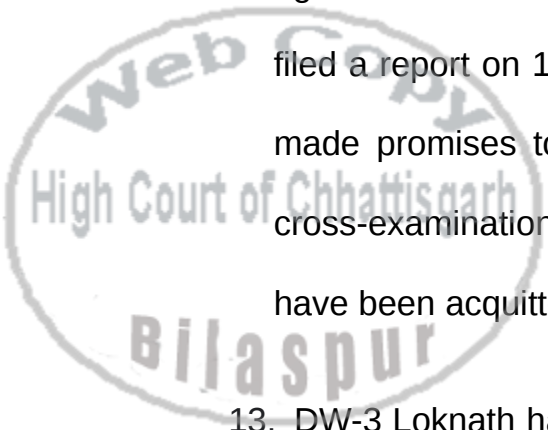 Web Copy
filed a report on 1
made promises to
High Court of Chhattisgarh
cross-examination
have been acquitt
Bilaspur
13. DW-3 Loknath ha